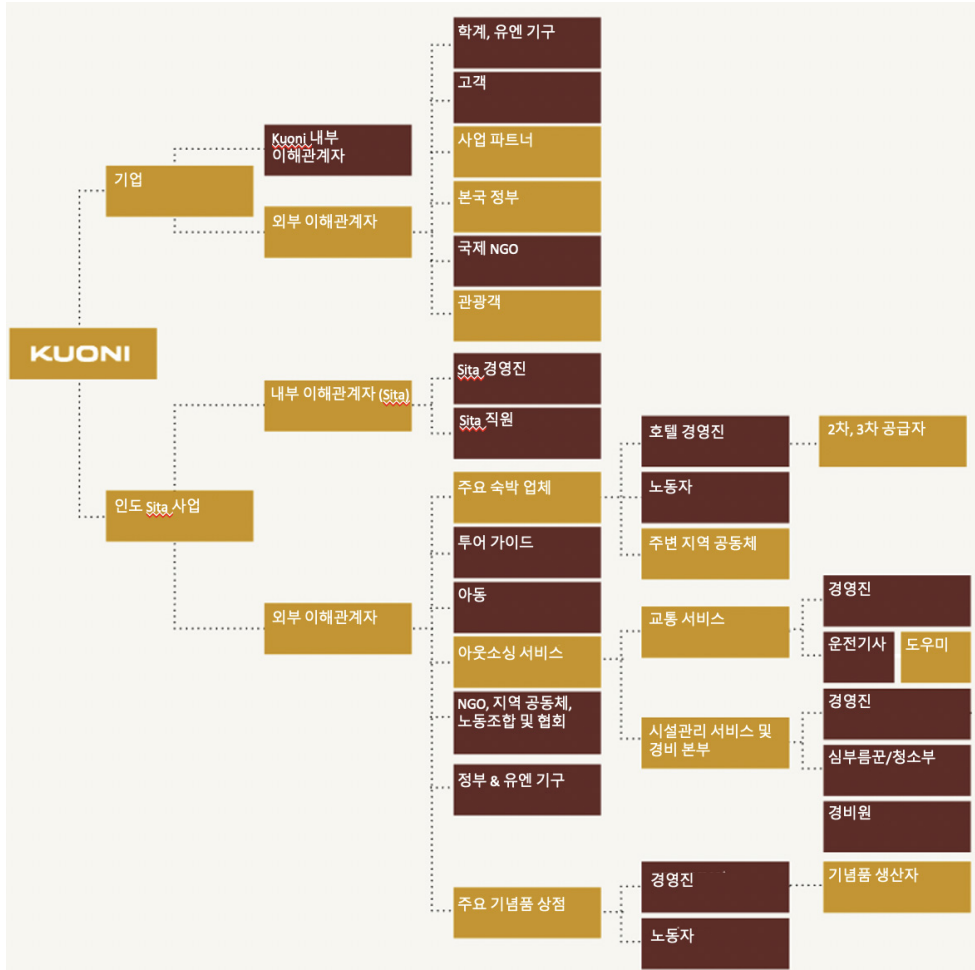 학계, 유엔 기구
고객
Kuoni 내부
이해관계자
사업 파트너
기업
본국 정부
외부 이해관계자
국제 NGO
관광객
KUONI
Sita 경영진
내부 이해관계자 (Sita)
Sita 직원
호텔 경영진
2차, 3차 공급자
주요 숙박 업체
노동자
인도 Sita 사업
투어 가이드
주변 지역 공동체
아동
경영진
외부 이해관계자
교통 서비스
아웃소싱 서비스
운전기사
도우미
NGO, 지역 공동체,
노동조합 및 협회
경영진
시설관리 서비스 및
경비 본부
심부름꾼/청소부
정부 & 유엔 기구
경비원
경영진
기념품 생산자
주요 기념품 상점
노동자